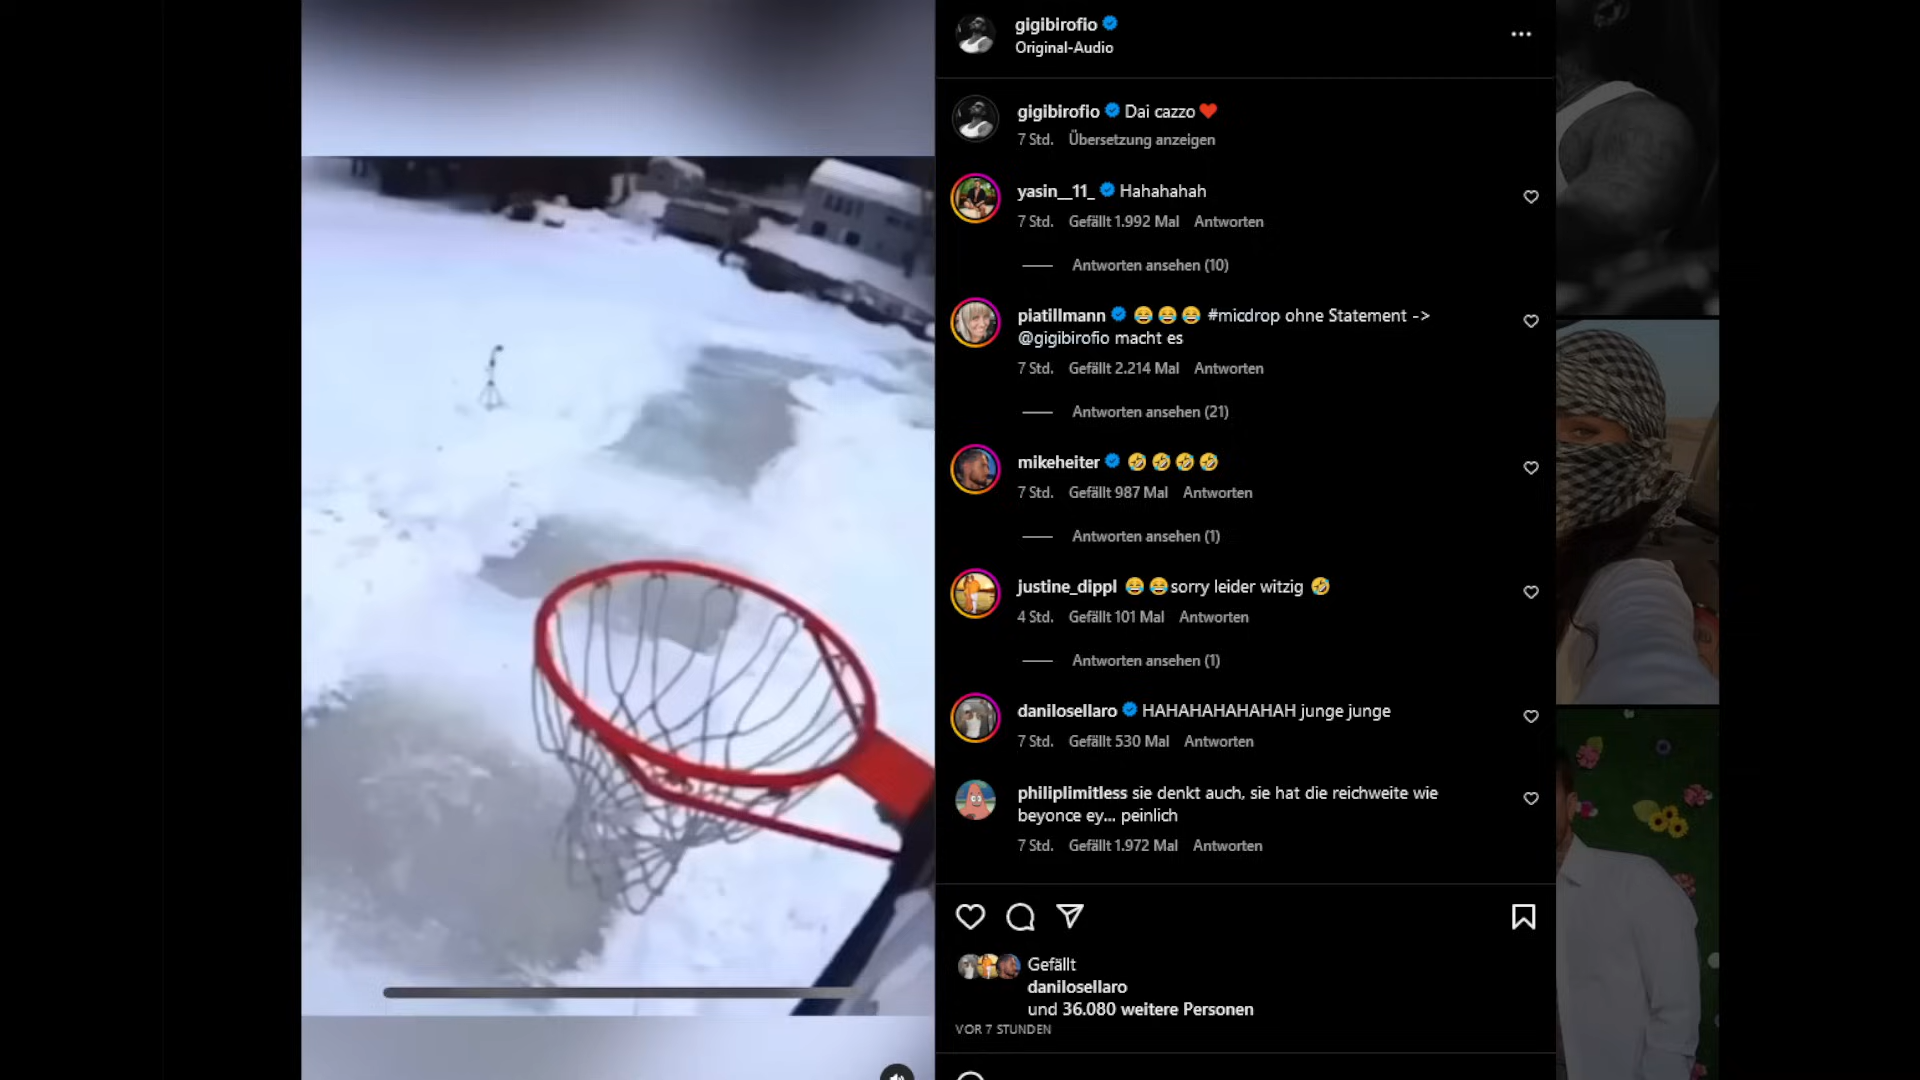 gigibirofio
Original-Audio
gigibirofio Dai cazzo❤️
7 Std. Übersetzung anzeigen
yasin__11_ Hahahahah
7 Std. Gefällt 1.992 Mal Antworten
Antworten ansehen (10)
piatillmann 😂😂😂 #micdrop ohne Statement ->
@gigibirofio macht es
7 Std. Gefällt 2.214 Mal Antworten
Antworten ansehen (21)
mikeheiter 🤣🤣🤣🤣
7 Std. Gefällt 987 Mal Antworten
Antworten ansehen (1)
justine_dippl 😂😂sorry leider witzig 🤣
4 Std. Gefällt 101 Mal Antworten
Antworten ansehen (1)
danilosellaro HAHAHAHAHAHAH junge junge
7 Std. Gefällt 530 Mal Antworten
philiplimitless sie denkt auch, sie hat die reichweite wie
beyonce ey... peinlich
7 Std. Gefällt 1.972 Mal Antworten
Gefällt
danilosellaro
und 36.080 weitere Personen
VOR 7 STUNDEN